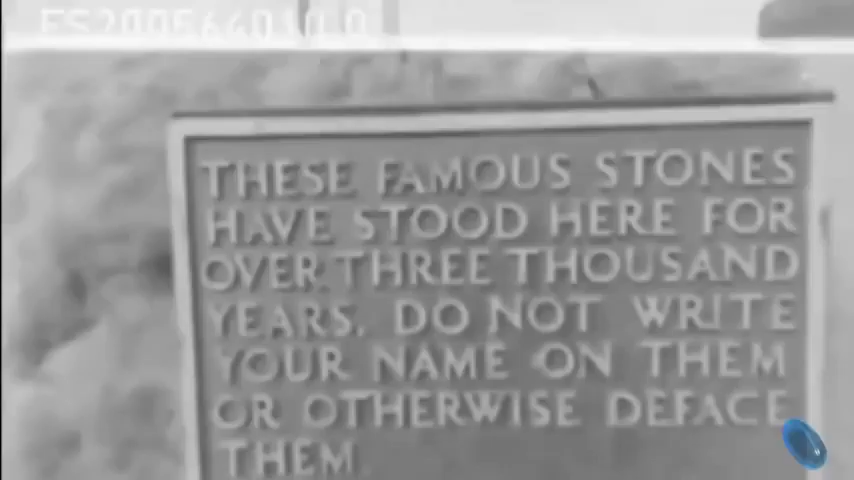 THESE FAMOUS STONES
HAVE STOOD HERE FOR
OVER THREE THOUSAND
YEARS. DO NOT WRITE
YOUR NAME ON THEM
OR OTHERWISE DEFACE
THEM